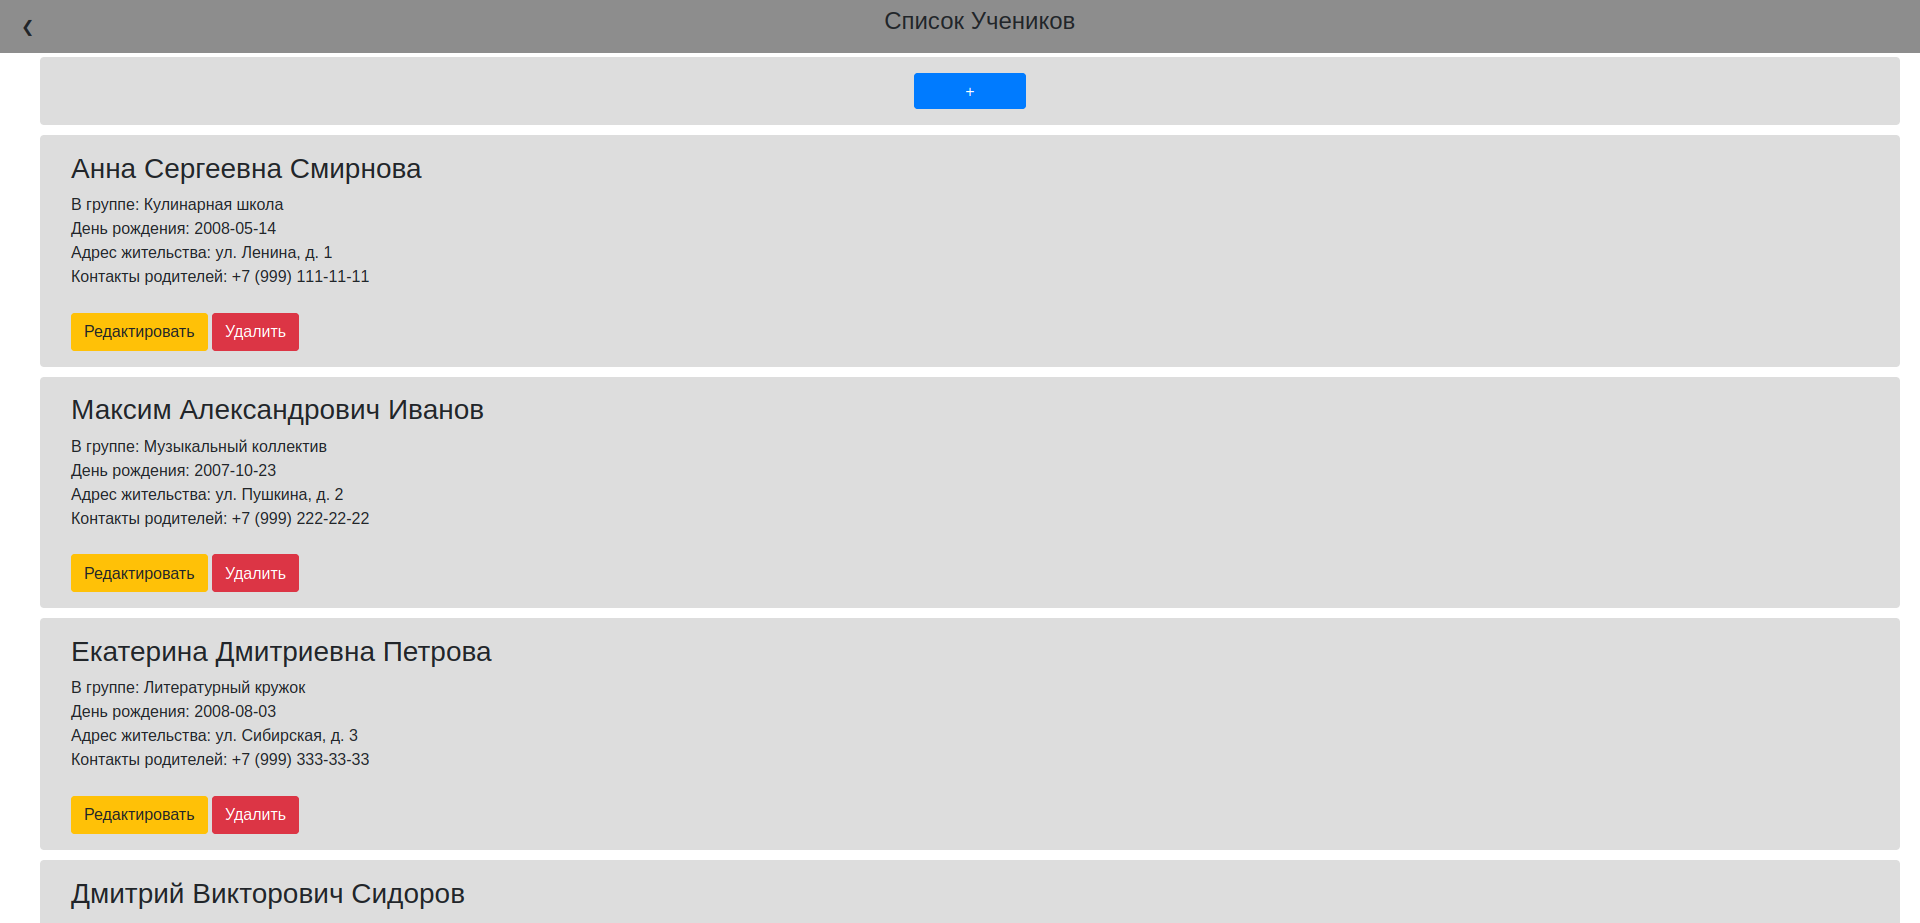 ❮
Список Учеников
+
Анна Сергеевна Смирнова
В группе: Кулинарная школа
День рождения: 2008-05-14
Адрес жительства: ул. Ленина, д. 1
Контакты родителей: +7 (999) 111-11-11
Редактировать Удалить
Максим Александрович Иванов
В группе: Музыкальный коллектив
День рождения: 2007-10-23
Адрес жительства: ул. Пушкина, д. 2
Контакты родителей: +7 (999) 222-22-22
Редактировать Удалить
Екатерина Дмитриевна Петрова
В группе: Литературный кружок
День рождения: 2008-08-03
Адрес жительства: ул. Сибирская, д. 3
Контакты родителей: +7 (999) 333-33-33
Редактировать Удалить
Дмитрий Викторович Сидоров